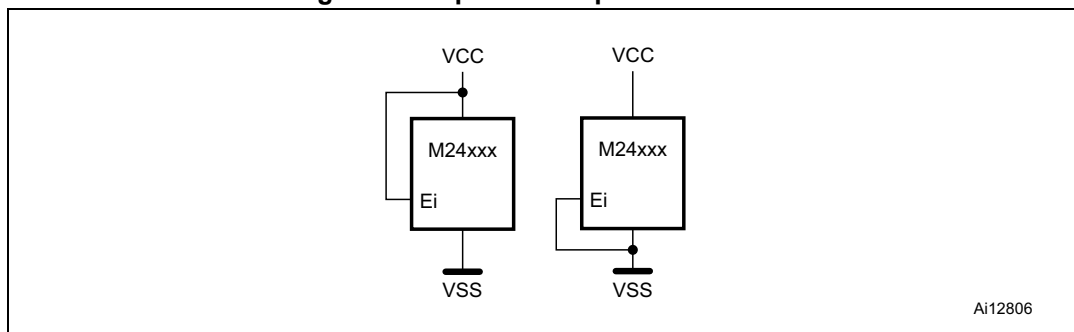 VCC VCC
M24xxx M24xxx
Ei Ei
VSS VSS
Ai12806